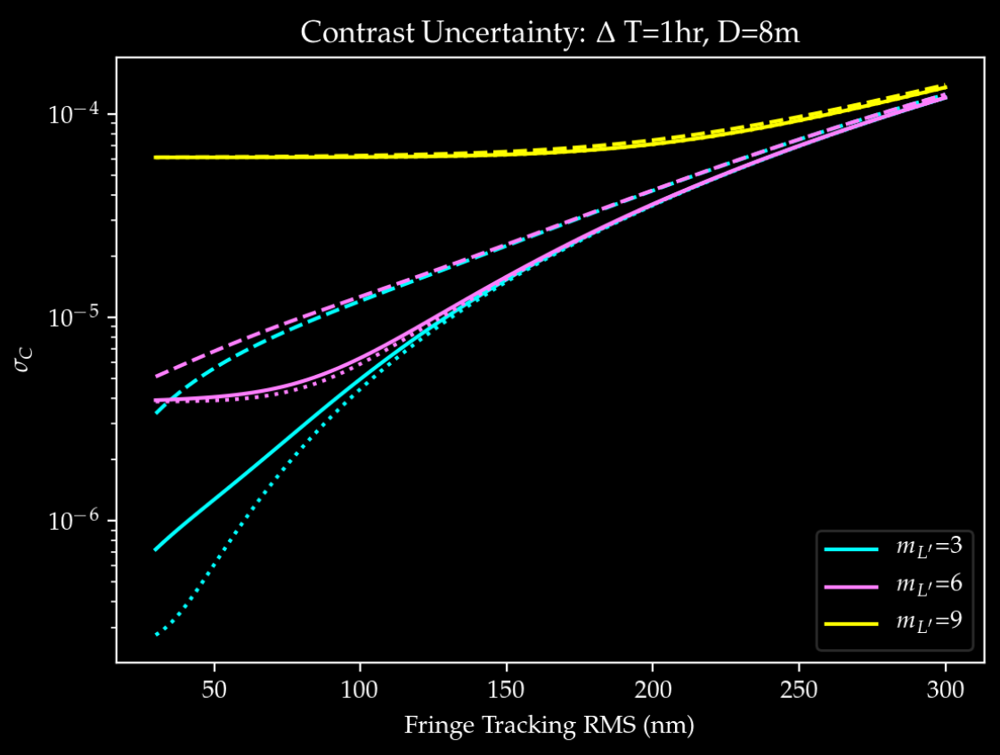 Contrast Uncertainty: Δ T=1hr, D=8m
10⁻⁴
10⁻⁵
10⁻⁶
σ_C
m_L'=3
m_L'=6
m_L'=9
50 100 150 200 250 300
Fringe Tracking RMS (nm)